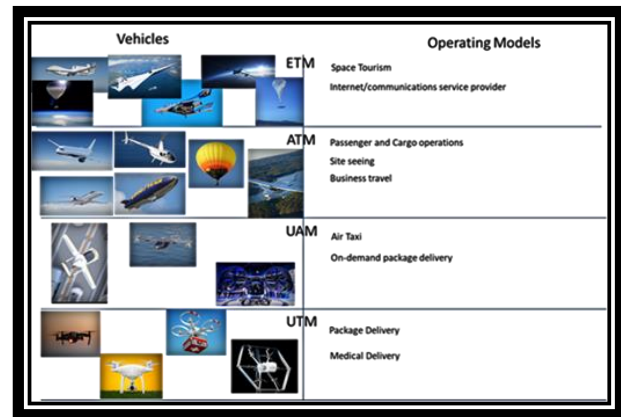 Vehicles
Operating Models
ETM
Space Tourism
Internet/communications service provider
ATM
Passenger and Cargo operations
Site seeing
Business travel
UAM
Air Taxi
On-demand package delivery
UTM
Package Delivery
Medical Delivery